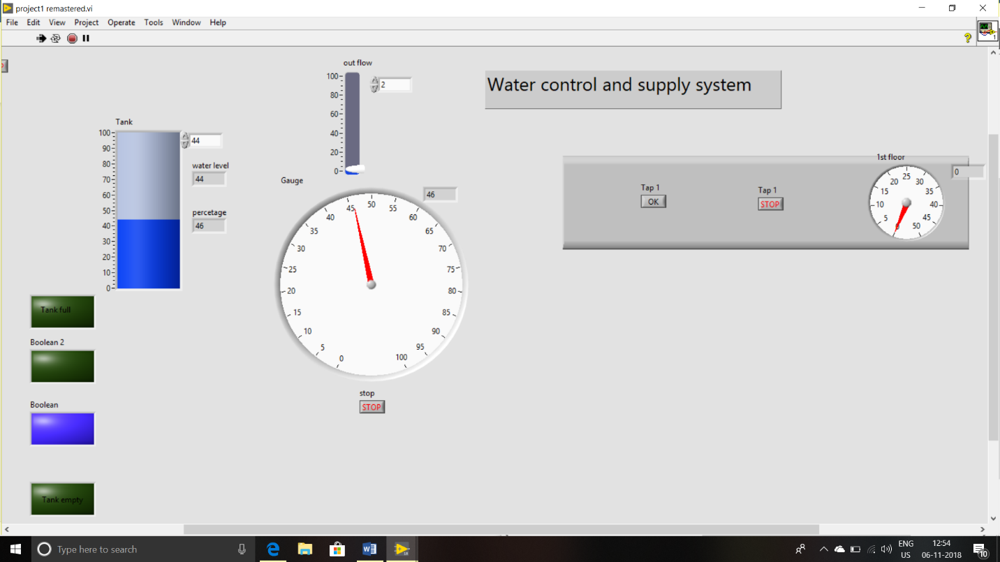 project1 remastered.vi
File Edit View Project Operate Tools Window Help
1
out flow
100
80
60
40
20
0
2
Water control and supply system
Tank
100
90
80
70
60
50
40
30
20
10
0
44
water level
44
percetage
46
Gauge
46
0
5
10
15
20
25
30
35
40
45
50
55
60
65
70
75
80
85
90
95
100
stop
STOP
Tap 1
OK
Tap 1
STOP
1st floor
0
0
5
10
15
20
25
30
35
40
45
50
Tank full
Boolean 2
Boolean
Tank empty
Type here to search
ENG
US
12:54
06-11-2018
10